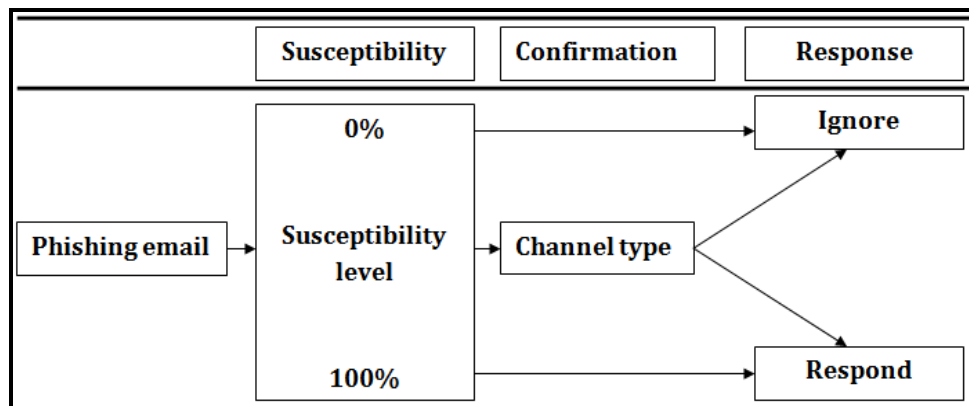 Susceptibility Confirmation Response
0%
Ignore
Phishing email
Susceptibility
level
Channel type
100%
Respond